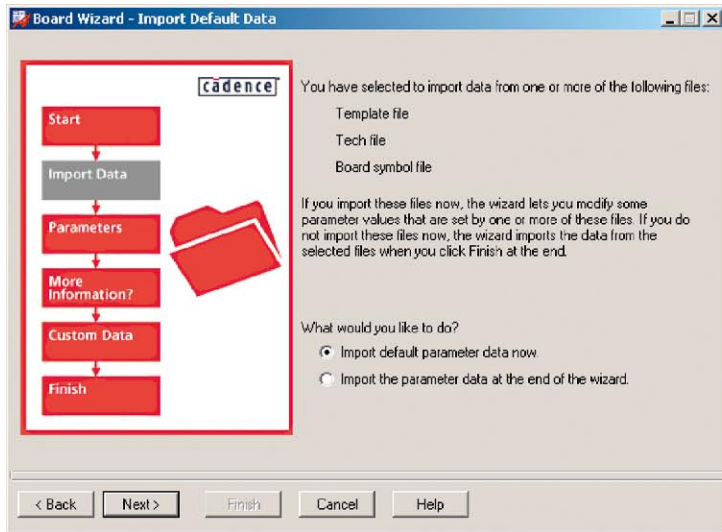 Board Wizard - Import Default Data
cādence
Start
Import Data
Parameters
More
Information?
Custom Data
Finish
You have selected to import data from one or more of the following files:
Template file
Tech file
Board symbol file
If you import these files now, the wizard lets you modify some
parameter values that are set by one or more of these files. If you do
not import these files now, the wizard imports the data from the
selected files when you click Finish at the end.
What would you like to do?
Import default parameter data now.
Import the parameter data at the end of the wizard.
< Back
Next >
Finish
Cancel
Help